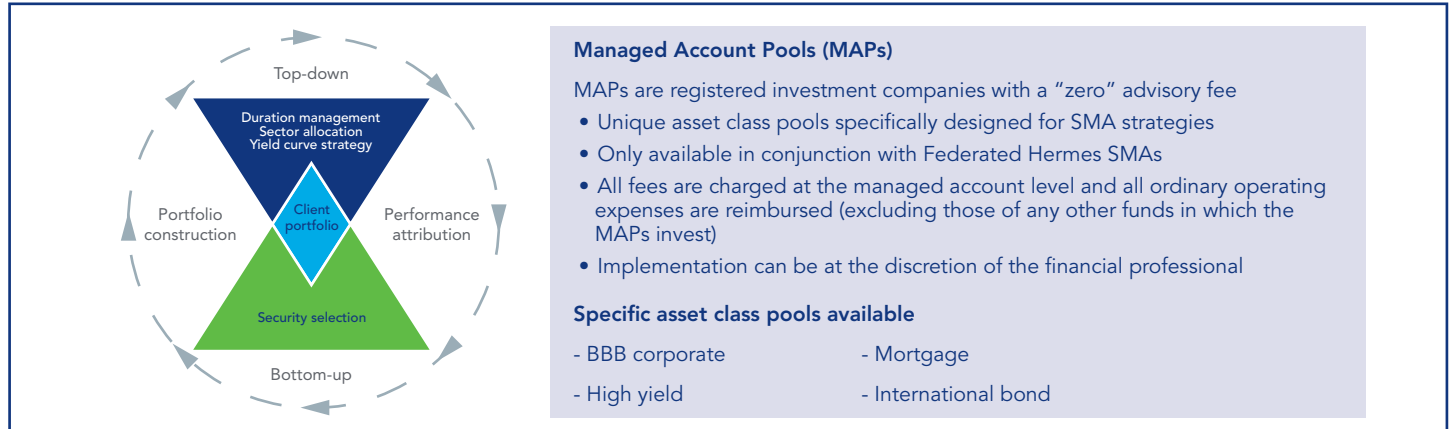 Top-down
Duration management
Sector allocation
Yield curve strategy
Client
portfolio
Portfolio
construction
Performance
attribution
Security selection
Bottom-up
Managed Account Pools (MAPs)
MAPs are registered investment companies with a “zero” advisory fee
• Unique asset class pools specifically designed for SMA strategies
• Only available in conjunction with Federated Hermes SMAs
• All fees are charged at the managed account level and all ordinary operating
expenses are reimbursed (excluding those of any other funds in which the
MAPs invest)
• Implementation can be at the discretion of the financial professional
Specific asset class pools available
- BBB corporate - Mortgage
- High yield - International bond